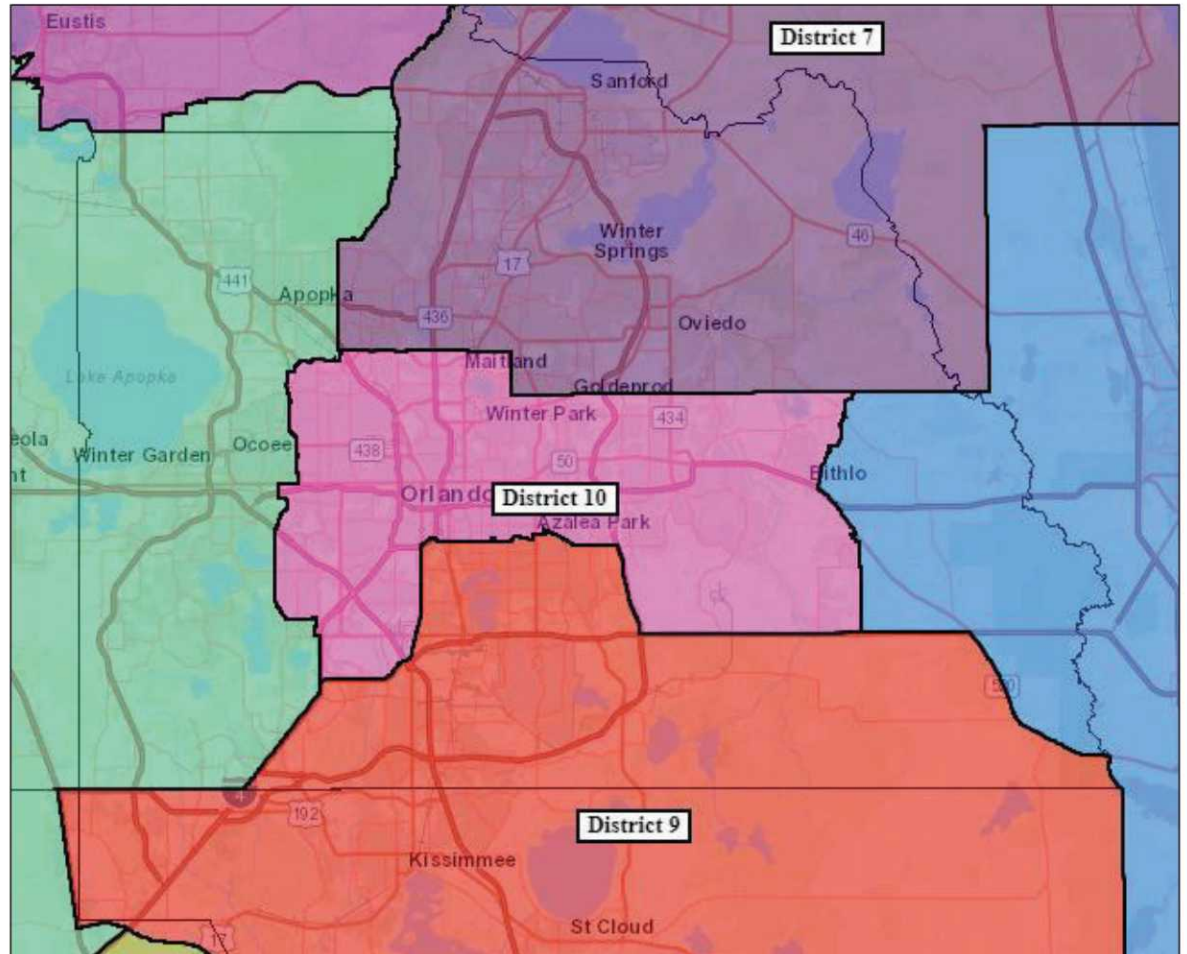 Eustis
District 7
Sanford
Winter
Springs
46
17
441
Apopka
436
Oviedo
Maitland
Lake Apopka
Goldenrod
Winter Park
434
eola
Ocoee
438
Winter Garden
50
nt
Bithlo
Orlando
District 10
Azalea Park
520
4
192
District 9
Kissimmee
St Cloud
17